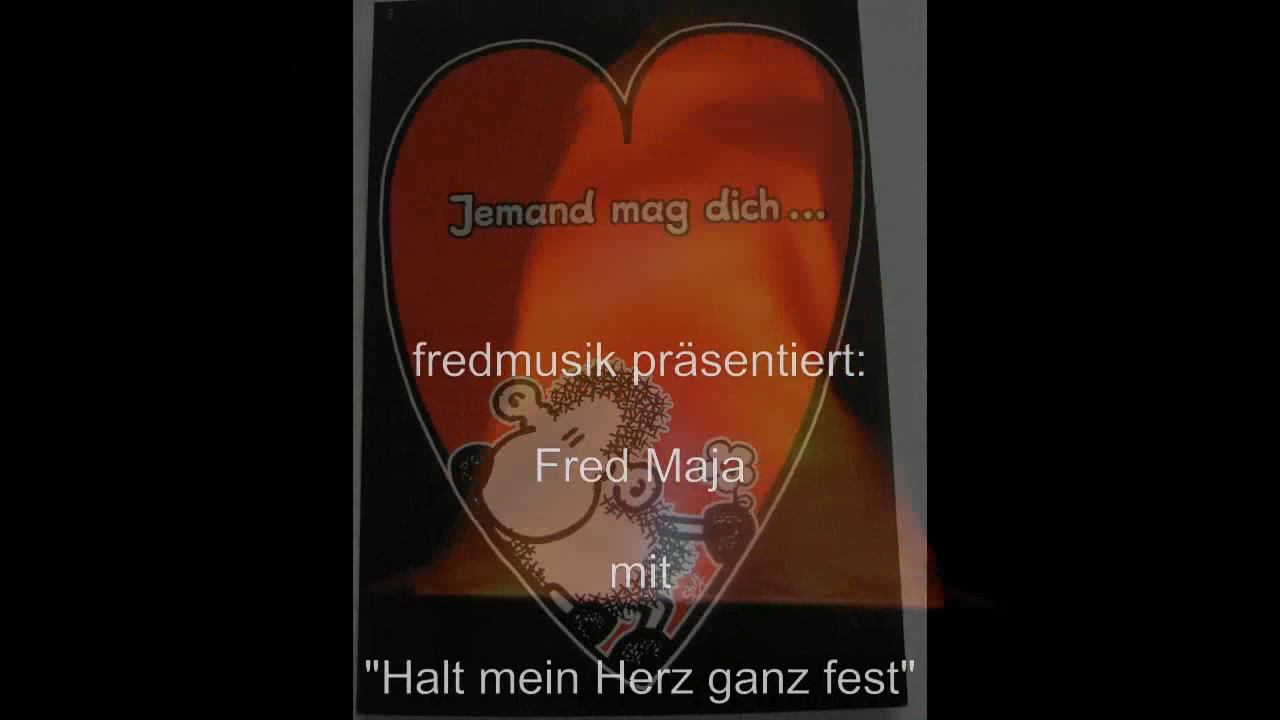 Jemand mag dich...
fredmusik präsentiert:
Fred Maja
mit
"Halt mein Herz ganz fest"